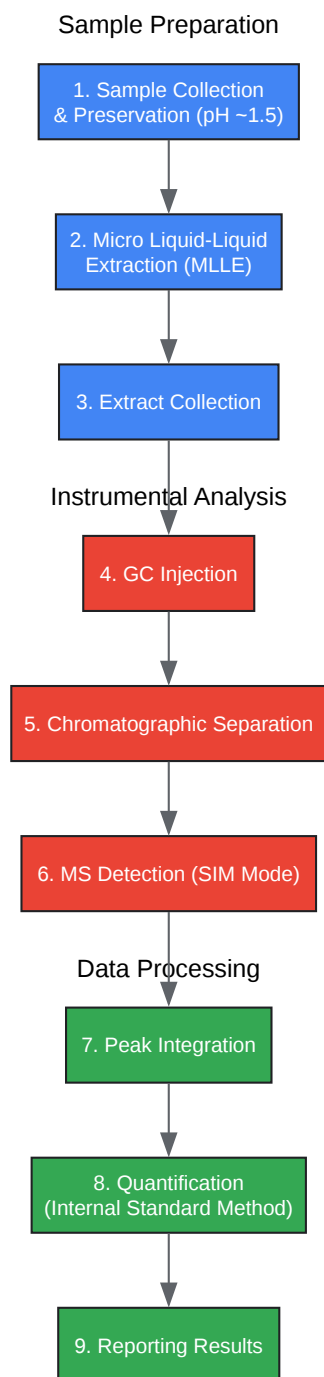 Sample Preparation
1. Sample Collection
& Preservation (pH ~1.5)
2. Micro Liquid-Liquid
Extraction (MLLE)
3. Extract Collection
Instrumental Analysis
4. GC Injection
5. Chromatographic Separation
6. MS Detection (SIM Mode)
Data Processing
7. Peak Integration
8. Quantification
(Internal Standard Method)
9. Reporting Results